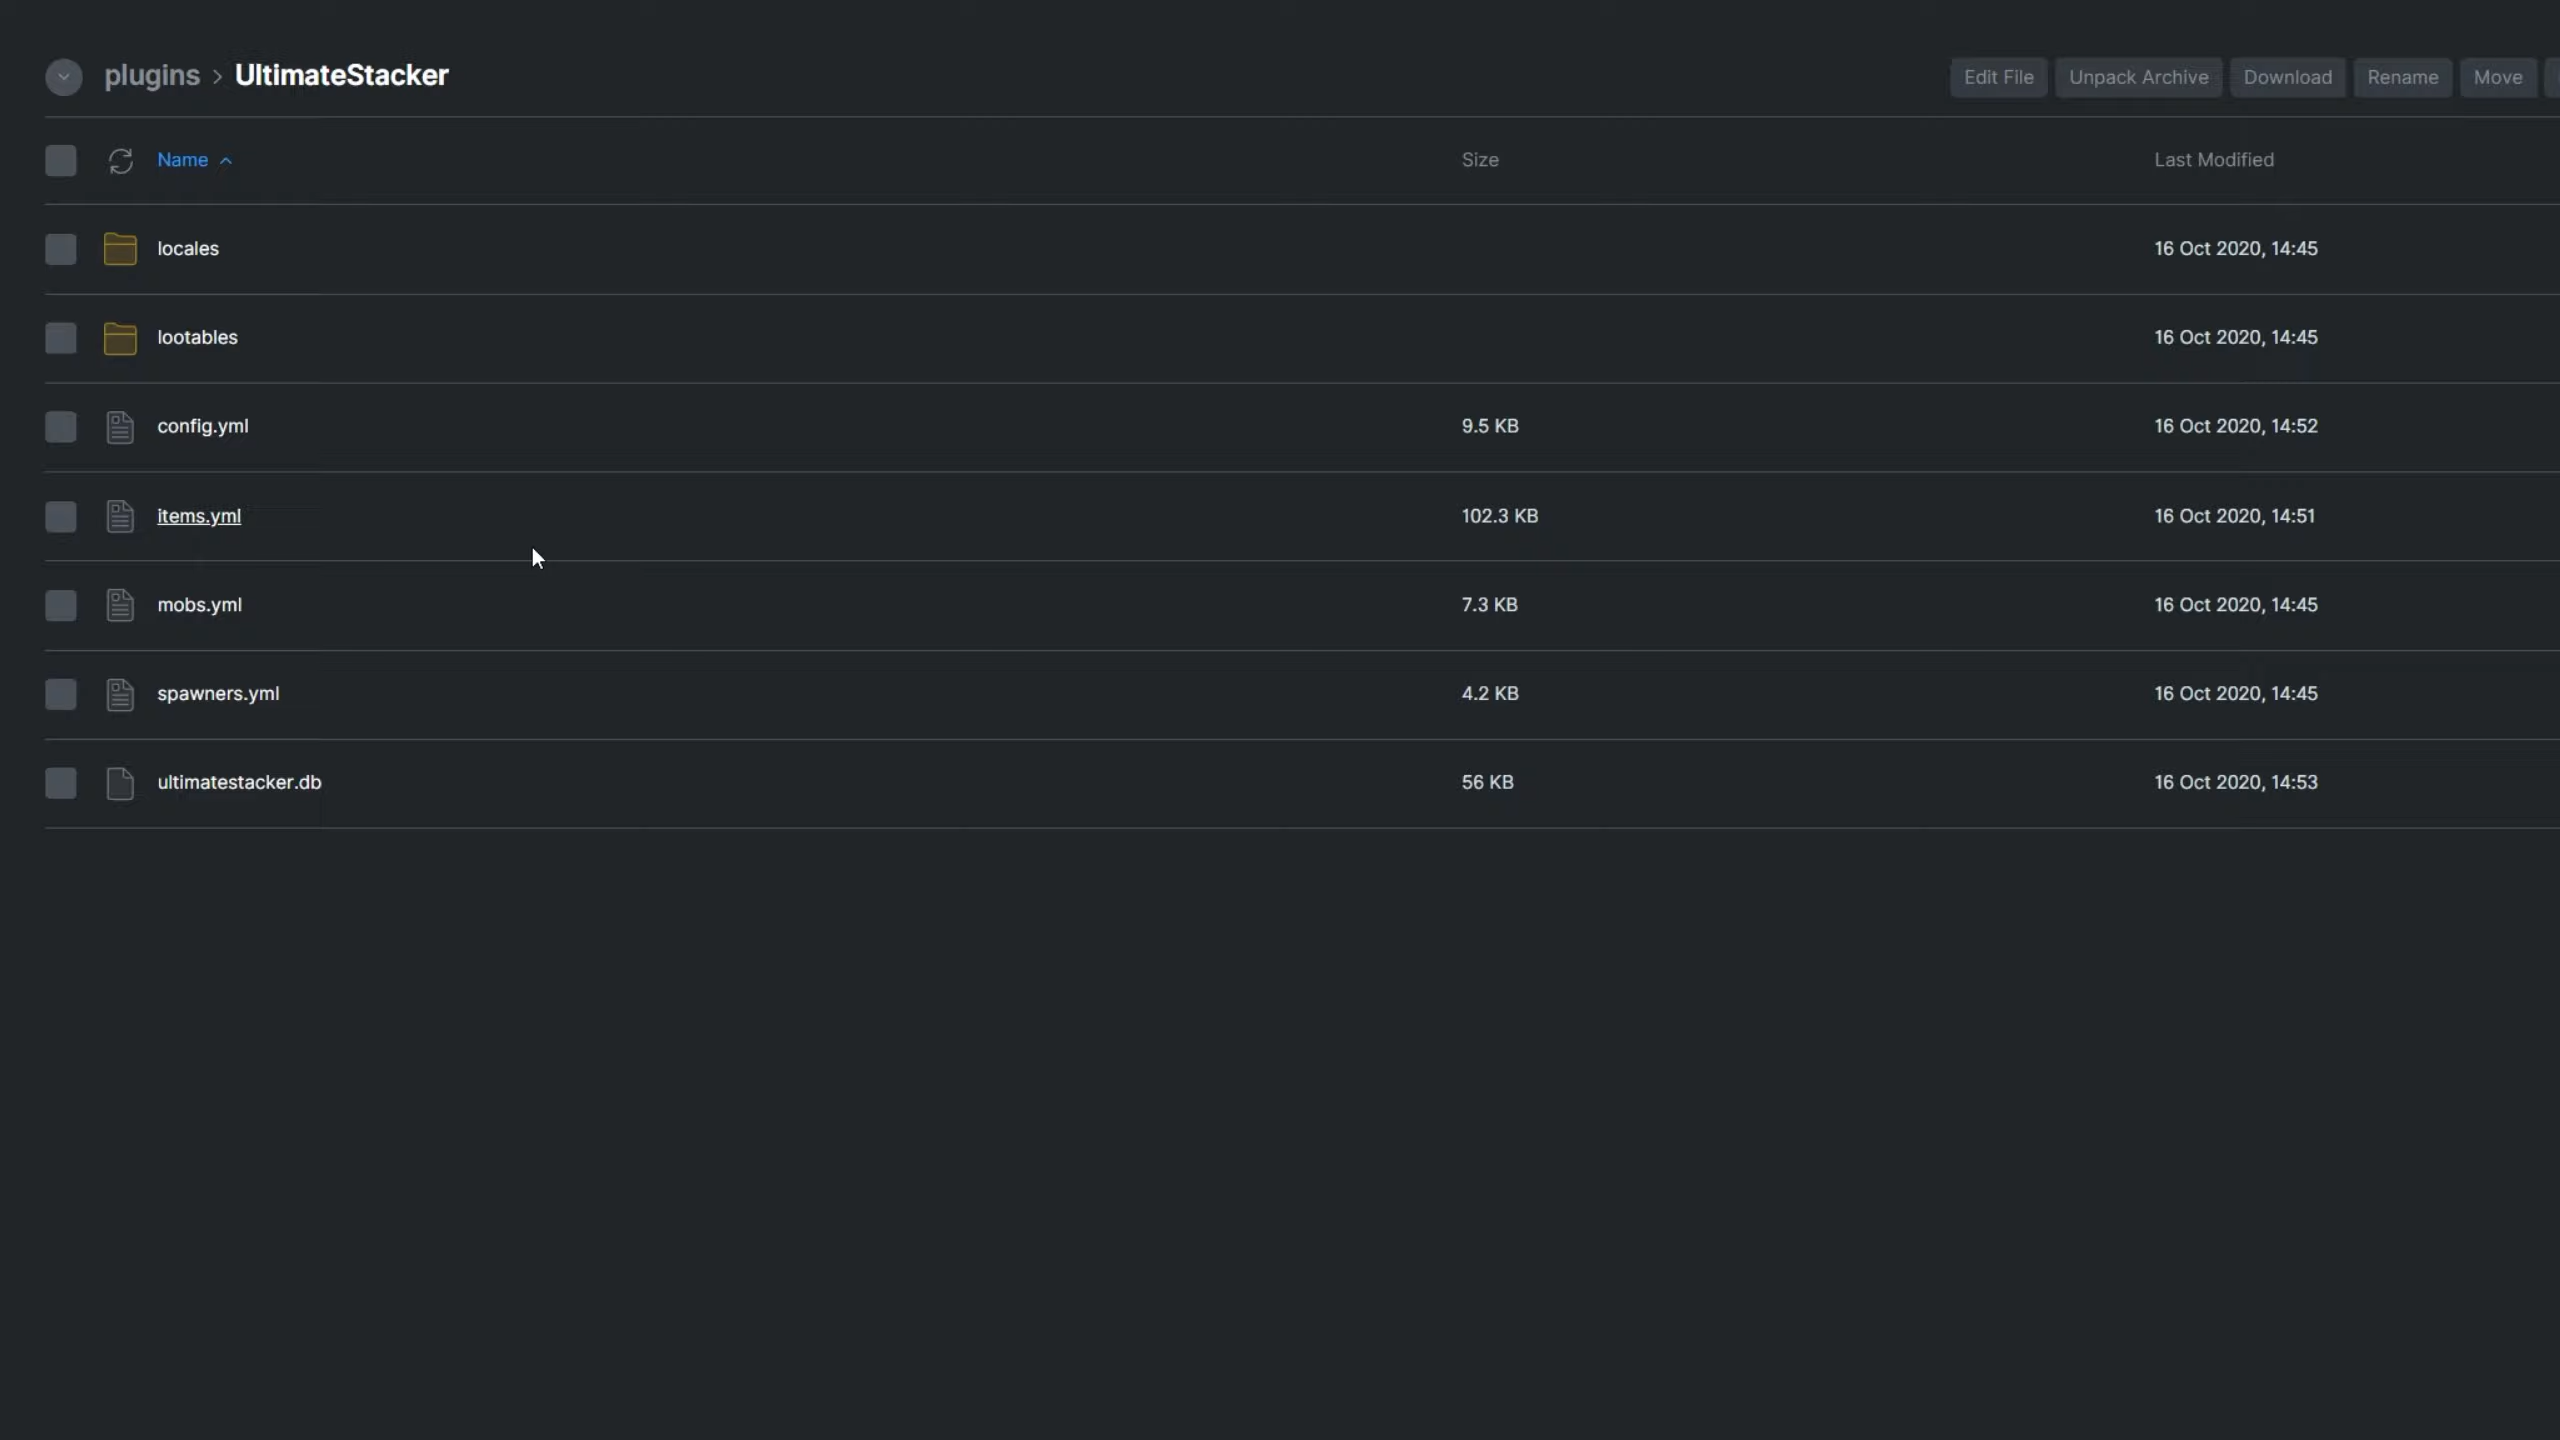 plugins > UltimateStacker
Edit File Unpack Archive Download Rename Move
Name Size Last Modified
locales 16 Oct 2020, 14:45
lootables 16 Oct 2020, 14:45
config.yml 9.5 KB 16 Oct 2020, 14:52
items.yml 102.3 KB 16 Oct 2020, 14:51
mobs.yml 7.3 KB 16 Oct 2020, 14:45
spawners.yml 4.2 KB 16 Oct 2020, 14:45
ultimatestacker.db 56 KB 16 Oct 2020, 14:53